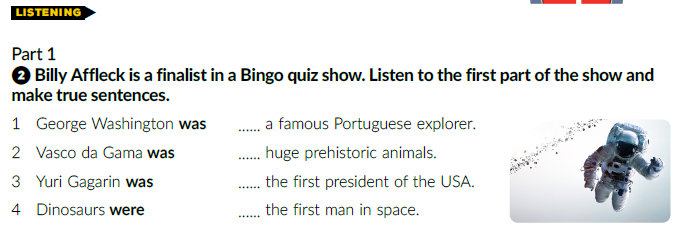 LISTENING
Part 1
2 Billy Affleck is a finalist in a Bingo quiz show. Listen to the first part of the show and
make true sentences.
1 George Washington was ...... a famous Portuguese explorer.
2 Vasco da Gama was ...... huge prehistoric animals.
3 Yuri Gagarin was ...... the first president of the USA.
4 Dinosaurs were ...... the first man in space.